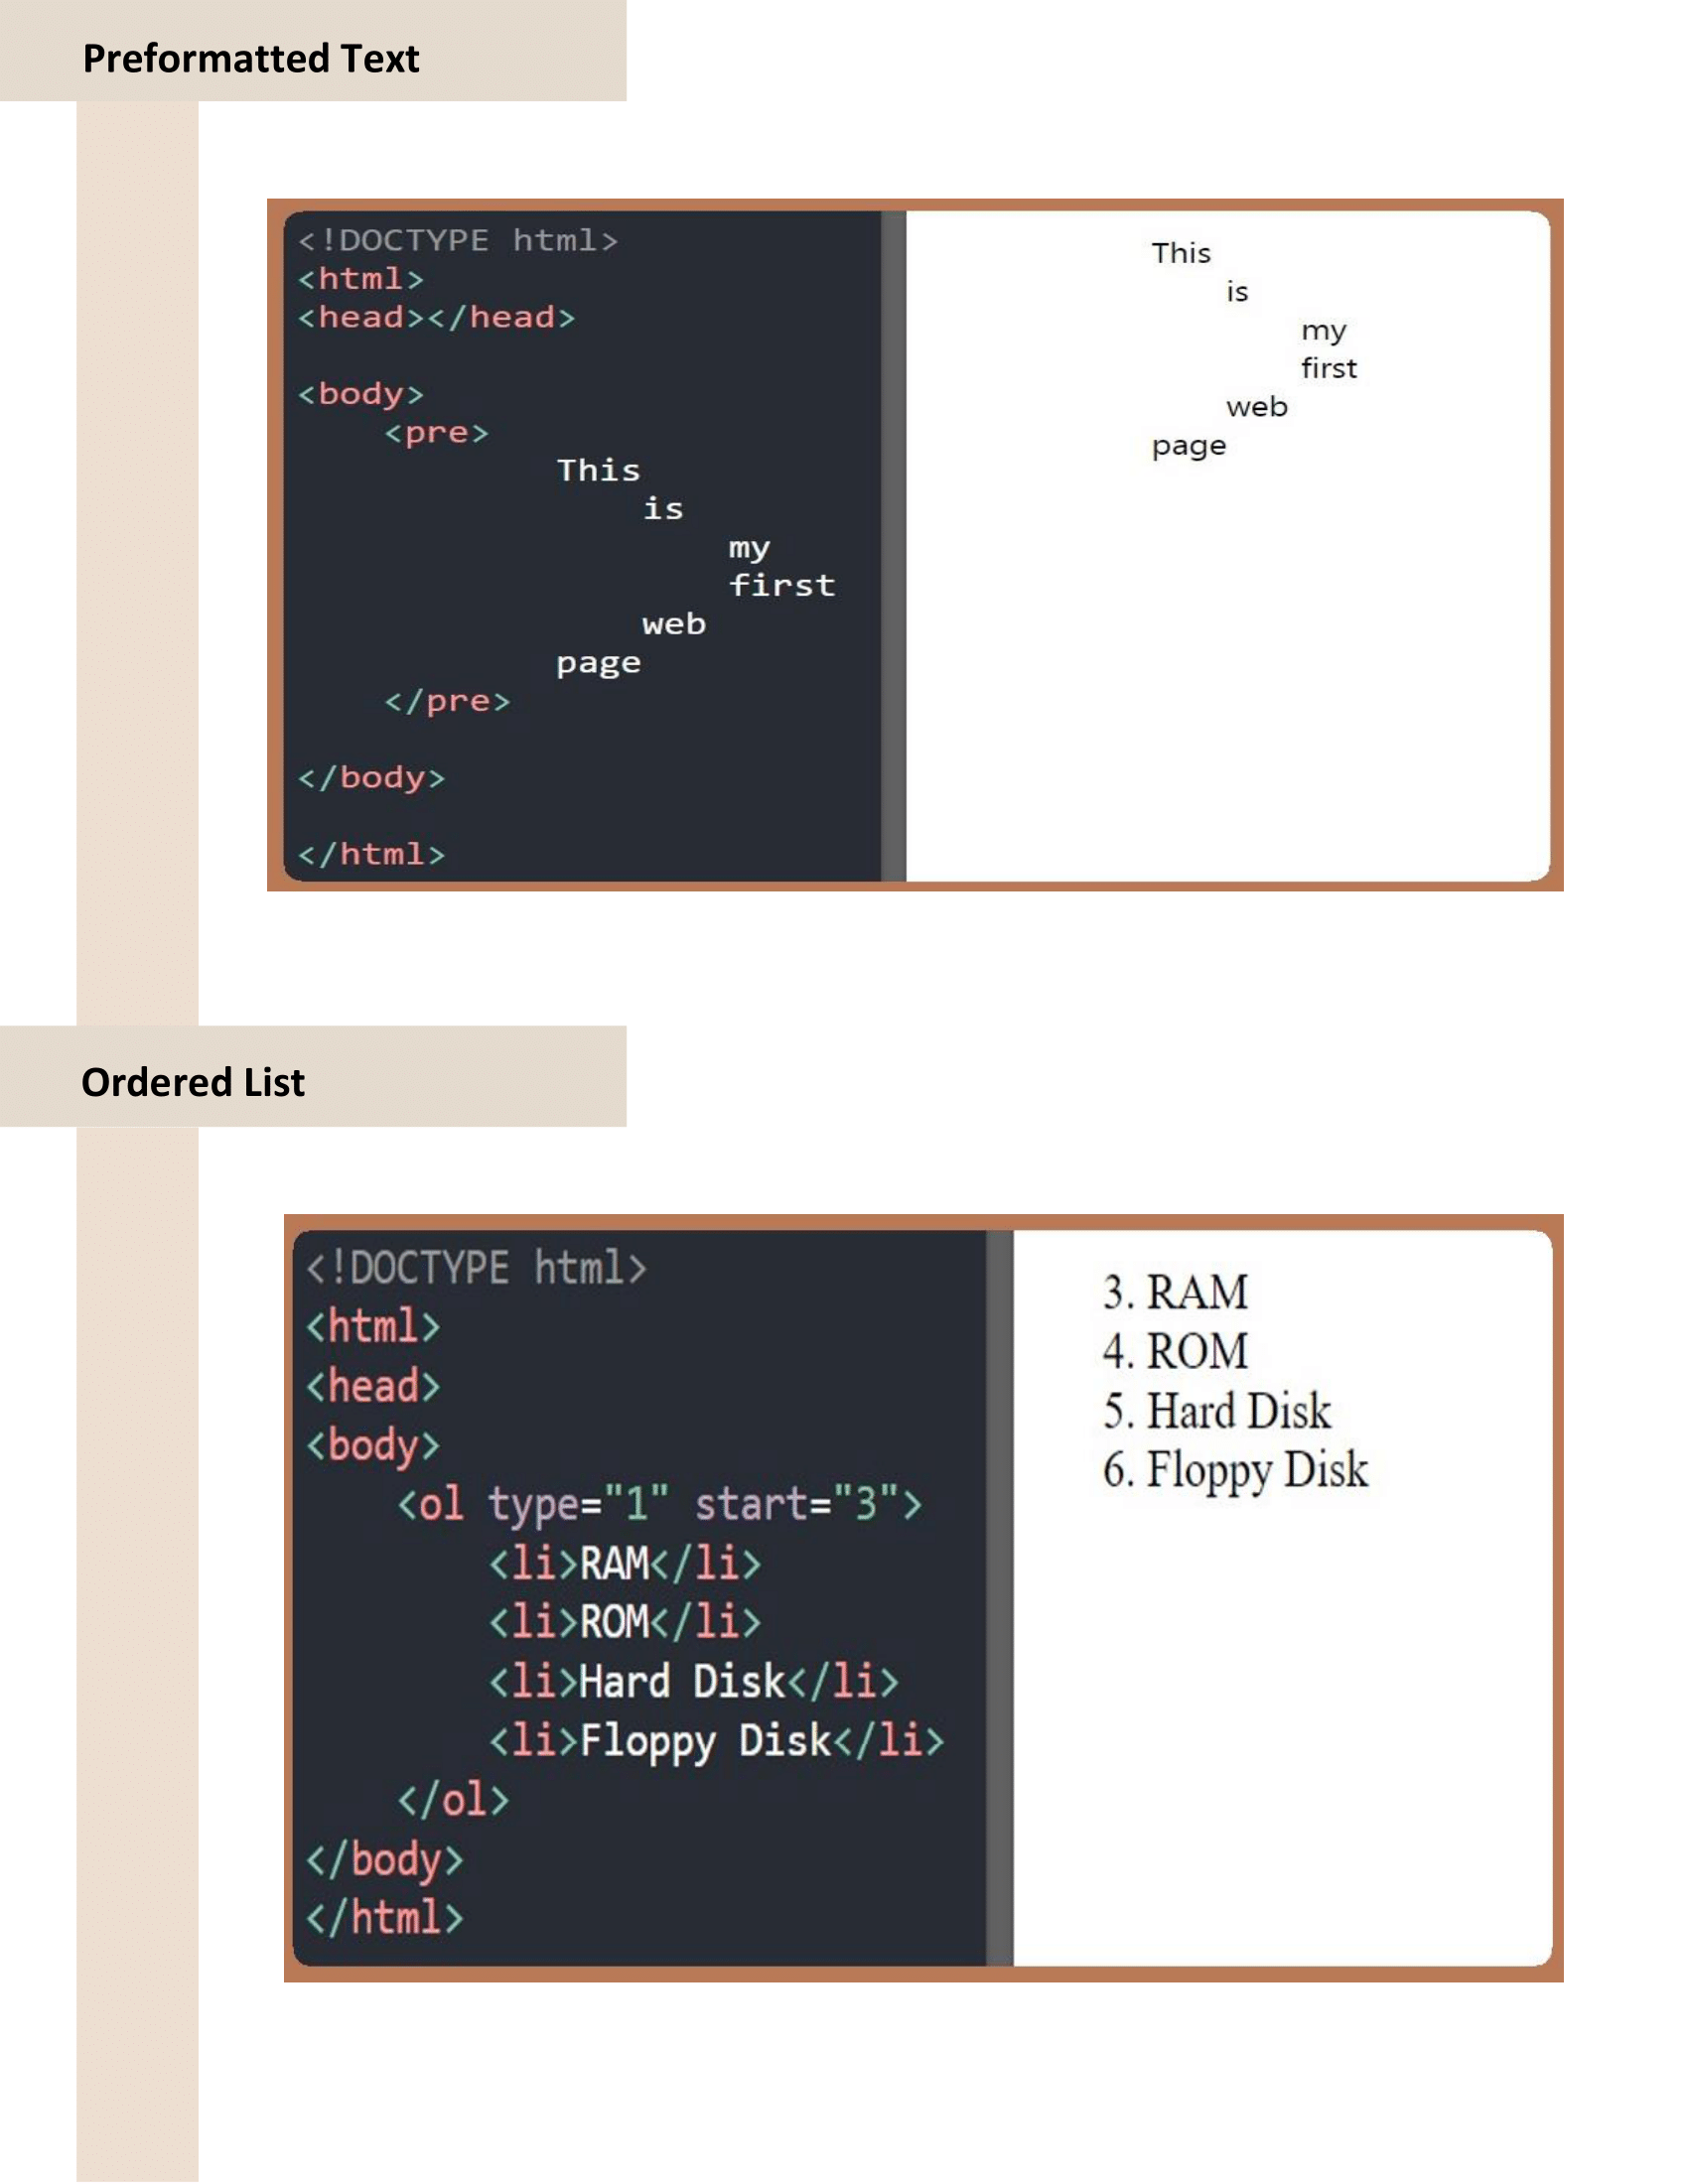 Preformatted Text
<!DOCTYPE html>
<html>
<head></head>
<body>
<pre>
This
is
my
first
web
page
</pre>
</body>
</html>
This
is
my
first
web
page
Ordered List
<!DOCTYPE html>
<html>
<head>
<body>
<ol type="1" start="3">
<li>RAM</li>
<li>ROM</li>
<li>Hard Disk</li>
<li>Floppy Disk</li>
</ol>
</body>
</html>
3. RAM
4. ROM
5. Hard Disk
6. Floppy Disk